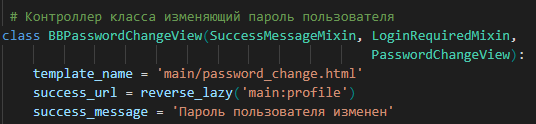 # Контроллер класса изменяющий пароль пользователя
class BBPasswordChangeView(SuccessMessageMixin, LoginRequiredMixin,
PasswordChangeView):
template_name = 'main/password_change.html'
success_url = reverse_lazy('main:profile')
success_message = 'Пароль пользователя изменен'